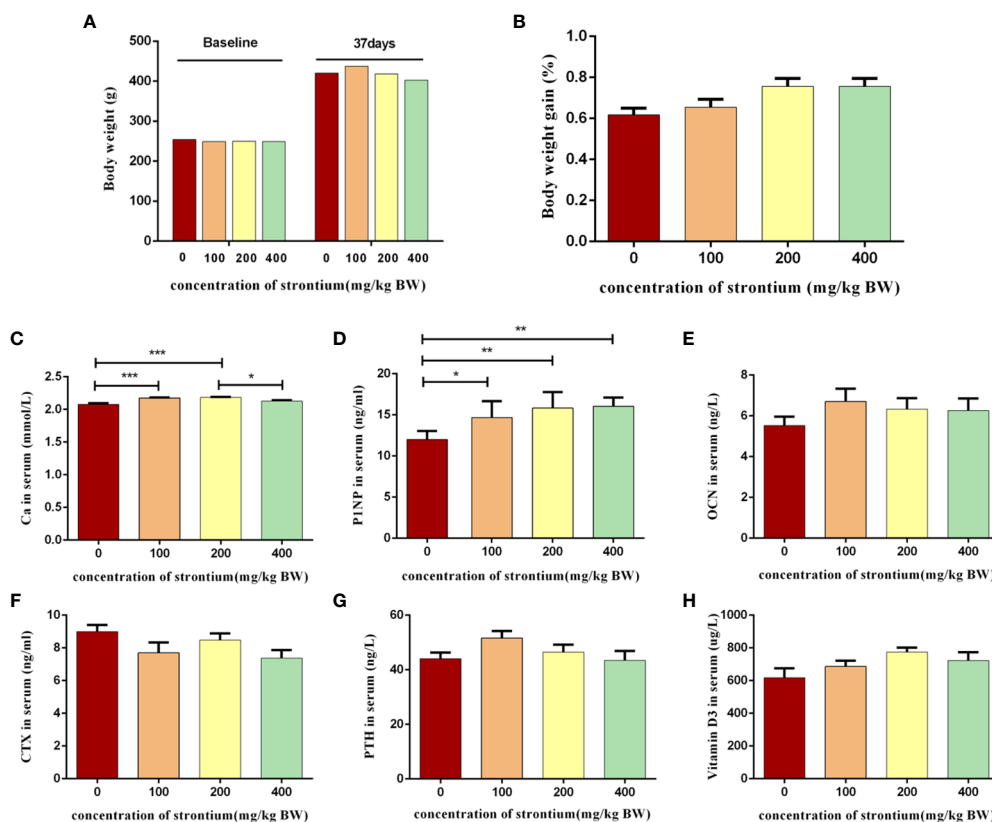 A
Body weight (g)
500
400
300
200
100
0
Baseline
37days
0 100 200 400 0 100 200 400
concentration of strontium(mg/kg BW)
B
Body weight gain (%)
1.0
0.8
0.6
0.4
0.2
0.0
0 100 200 400
concentration of strontium (mg/kg BW)
C
Ca in serum (mmol/L)
2.5
2.0
1.5
1.0
0.5
0.0
***
*** *
0 100 200 400
concentration of strontium(mg/kg BW)
D
P1NP in serum (ng/ml)
20
15
10
5
0
**
**
*
0 100 200 400
concentration of strontium(mg/kg BW)
E
OCN in serum (ng/L)
8
6
4
2
0
0 100 200 400
concentration of strontium(mg/kg BW)
F
CTX in serum (ng/ml)
10
8
6
4
2
0
0 100 200 400
concentration of strontium(mg/kg BW)
G
PTH in serum (ng/L)
60
40
20
0
0 100 200 400
concentration of strontium(mg/kg BW)
H
Vitamin D3 in serum (ug/L)
1000
800
600
400
200
0
0 100 200 400
concentration of strontium(mg/kg BW)